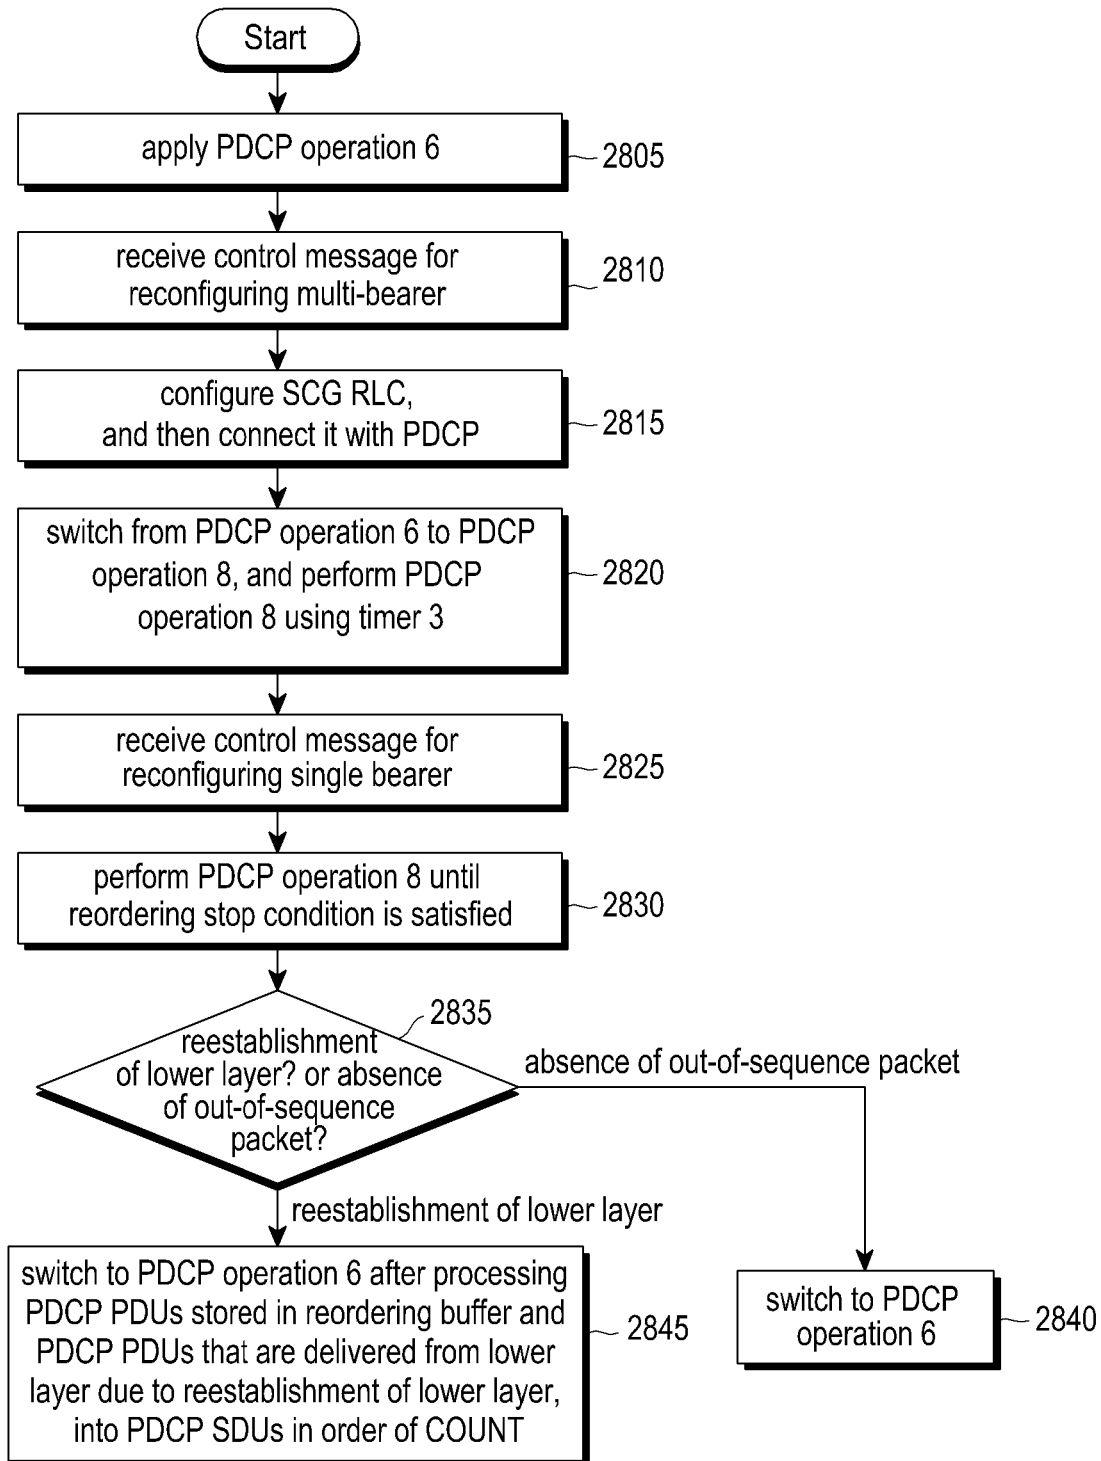 Start
apply PDCP operation 6
2805
receive control message for
reconfiguring multi-bearer
2810
configure SCG RLC,
and then connect it with PDCP
2815
switch from PDCP operation 6 to PDCP
operation 8, and perform PDCP
operation 8 using timer 3
2820
receive control message for
reconfiguring single bearer
2825
perform PDCP operation 8 until
reordering stop condition is satisfied
2830
2835
reestablishment
of lower layer? or absence
of out-of-sequence
packet?
absence of out-of-sequence packet
reestablishment of lower layer
switch to PDCP operation 6 after processing
PDCP PDUs stored in reordering buffer and
PDCP PDUs that are delivered from lower
layer due to reestablishment of lower layer,
into PDCP SDUs in order of COUNT
2845
switch to PDCP
operation 6
2840